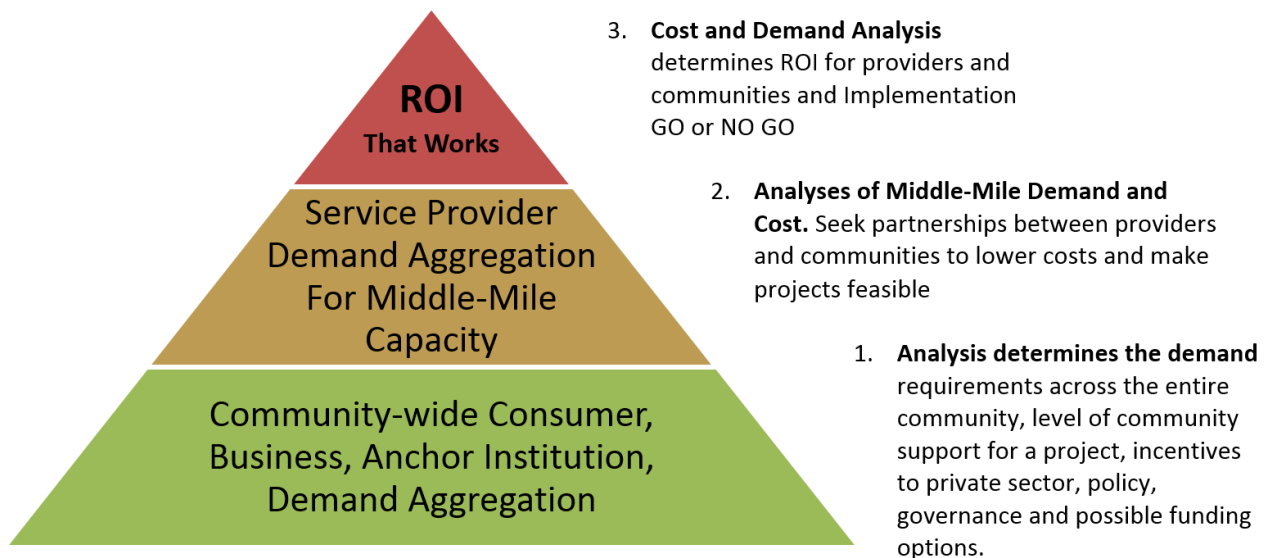 ROI
That Works
Service Provider
Demand Aggregation
For Middle-Mile
Capacity
Community-wide Consumer,
Business, Anchor Institution,
Demand Aggregation
3. Cost and Demand Analysis
determines ROI for providers and
communities and Implementation
GO or NO GO
2. Analyses of Middle-Mile Demand and
Cost. Seek partnerships between providers
and communities to lower costs and make
projects feasible
1. Analysis determines the demand
requirements across the entire
community, level of community
support for a project, incentives
to private sector, policy,
governance and possible funding
options.